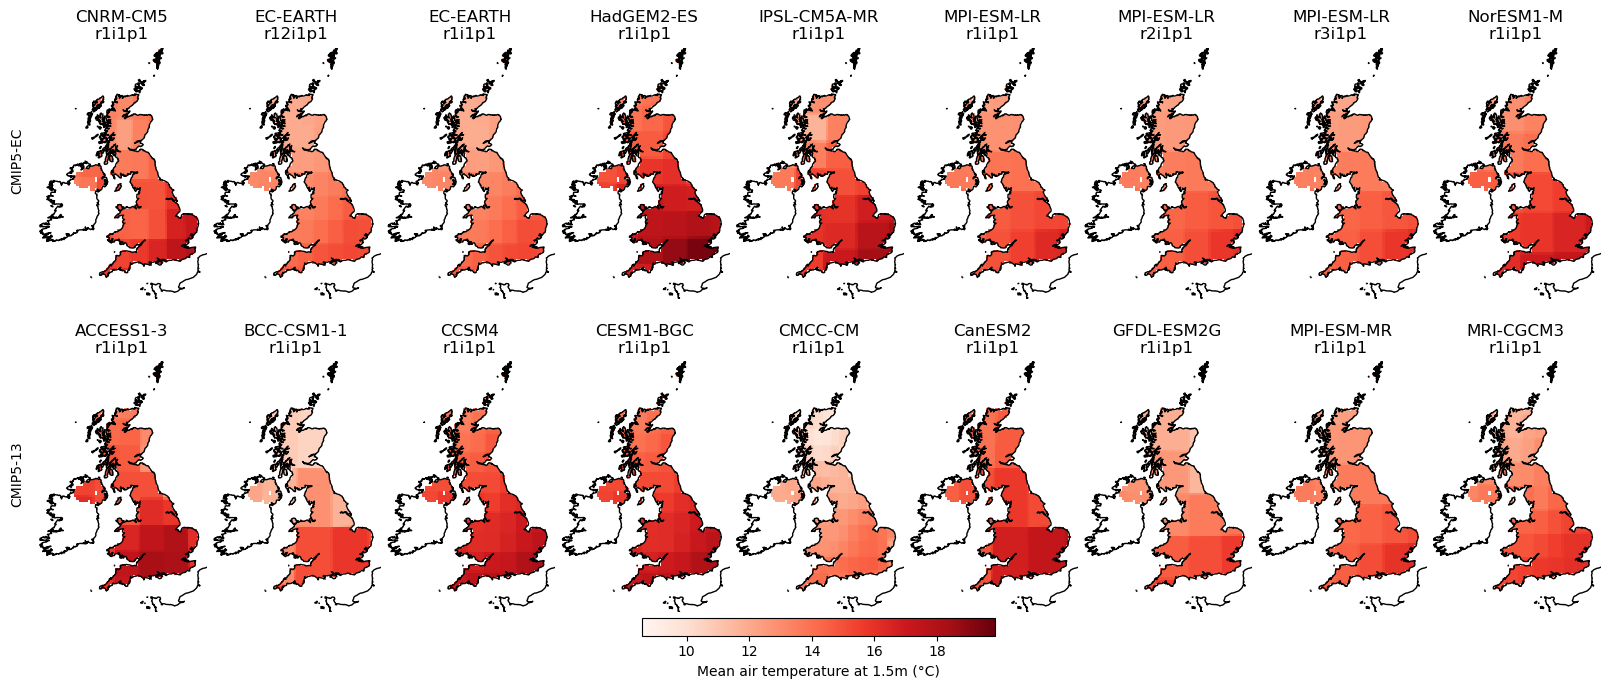 CNRM-CM5
r1i1p1
EC-EARTH
r12i1p1
EC-EARTH
r1i1p1
HadGEM2-ES
r1i1p1
IPSL-CM5A-MR
r1i1p1
MPI-ESM-LR
r1i1p1
MPI-ESM-LR
r2i1p1
MPI-ESM-LR
r3i1p1
NorESM1-M
r1i1p1
CMIP5-EC
ACCESS1-3
r1i1p1
BCC-CSM1-1
r1i1p1
CCSM4
r1i1p1
CESM1-BGC
r1i1p1
CMCC-CM
r1i1p1
CanESM2
r1i1p1
GFDL-ESM2G
r1i1p1
MPI-ESM-MR
r1i1p1
MRI-CGCM3
r1i1p1
CMIP5-13
10 12 14 16 18
Mean air temperature at 1.5m (°C)